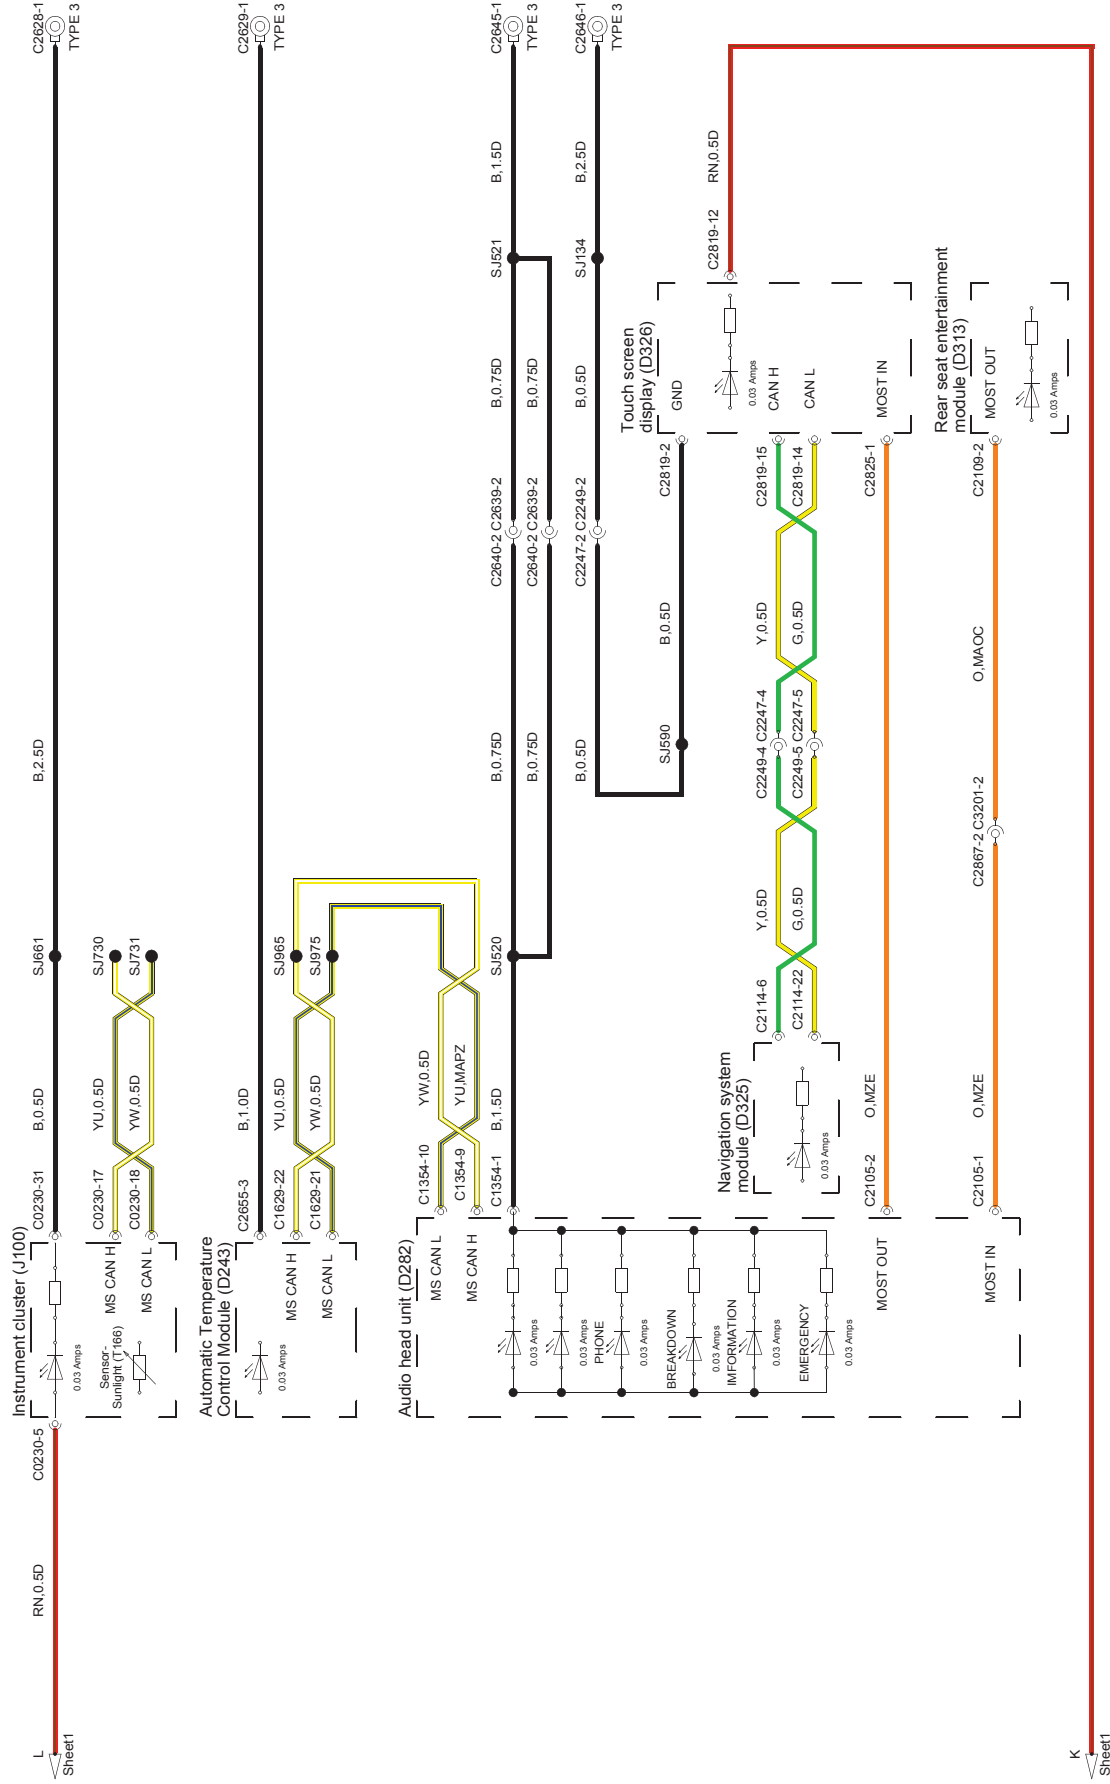 C2628-1
TYPE 3
C2629-1
TYPE 3
C2645-1
TYPE 3
C2646-1
TYPE 3
B,2.5D
SJ661
B,0.5D
C0230-31
SJ730
SJ731
YU,0.5D
YW,0.5D
C0230-17
C0230-18
Instrument cluster (J100)
MS CAN H
MS CAN L
0.03 Amps
Sensor-
Sunlight (T166)
C0230-5
RN,0.5D
L
Sheet1
B,1.0D
C2655-3
SJ965
SJ975
YU,0.5D
YW,0.5D
C1629-22
C1629-21
Automatic Temperature
Control Module (D243)
MS CAN H
MS CAN L
0.03 Amps
YW,0.5D
YU,MAPZ
C1354-10
C1354-9
B,1.5D
SJ521
B,0.75D
B,0.75D
C2640-2 C2639-2
C2640-2 C2639-2
B,0.75D
B,0.75D
SJ520
B,1.5D
C1354-1
Audio head unit (D282)
MS CAN L
MS CAN H
0.03 Amps
0.03 Amps
PHONE
0.03 Amps
BREAKDOWN
0.03 Amps
IMFORMATION
0.03 Amps
EMERGENCY
0.03 Amps
MOST OUT
MOST IN
B,2.5D
SJ134
B,0.5D
C2247-2 C2249-2
B,0.5D
SJ590
B,0.5D
C2819-2
Touch screen
display (D326)
GND
0.03 Amps
CAN H
CAN L
MOST IN
C2819-12
RN,0.5D
C2819-15
C2819-14
Y,0.5D
G,0.5D
C2249-4 C2247-4
C2249-5 C2247-5
Y,0.5D
G,0.5D
C2114-6
C2114-22
Navigation system
module (D325)
0.03 Amps
C2825-1
O,MZE
C2105-2
Rear seat entertainment
module (D313)
MOST OUT
0.03 Amps
C2109-2
O,MAOC
C2867-2 C3201-2
O,MZE
C2105-1
K
Sheet1